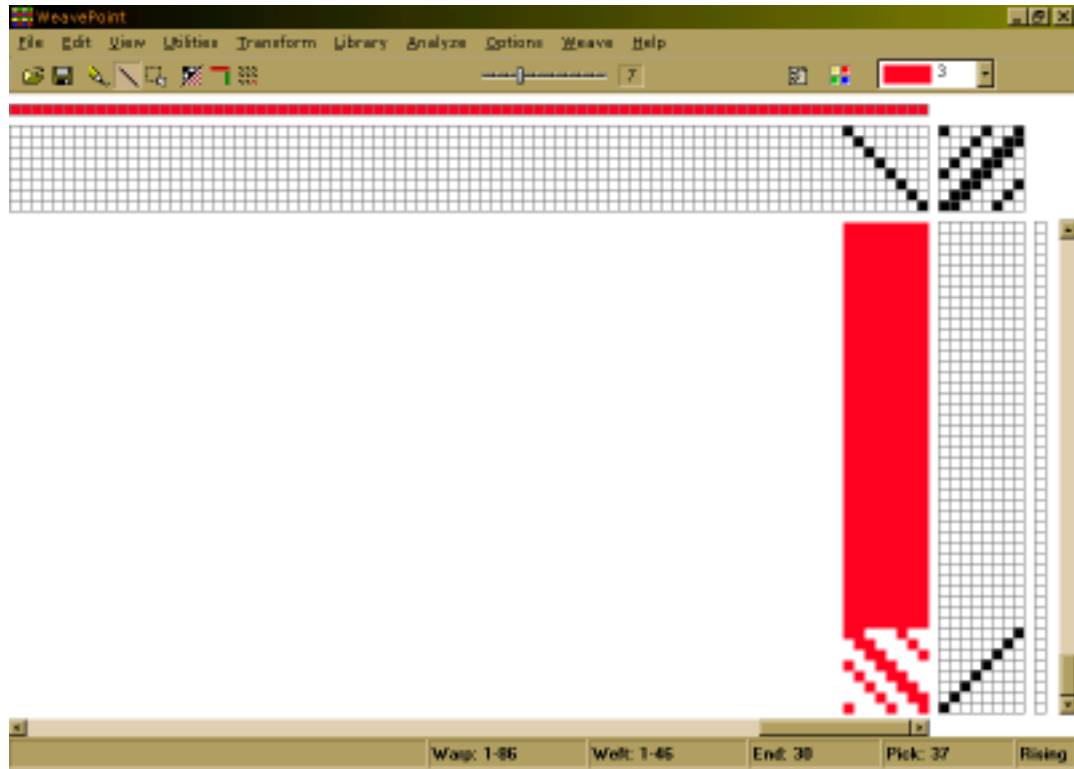 WeavePoint
File Edit View Utilities Transform Library Analyze Options Weave Help
7 3
Warp: 1-86 Weft: 1-46 End: 30 Pick: 37 Rising